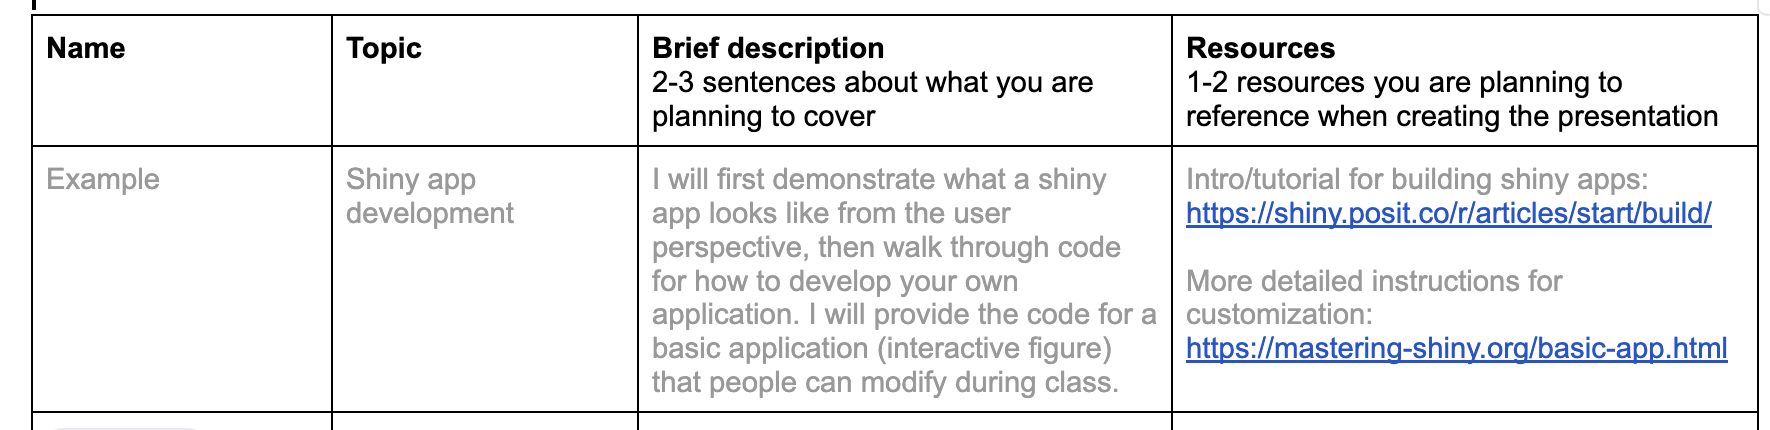 Name
Topic
Brief description
2-3 sentences about what you are
planning to cover
Resources
1-2 resources you are planning to
reference when creating the presentation
Example
Shiny app
development
I will first demonstrate what a shiny
app looks like from the user
perspective, then walk through code
for how to develop your own
application. I will provide the code for a
basic application (interactive figure)
that people can modify during class.
Intro/tutorial for building shiny apps:
https://shiny.posit.co/r/articles/start/build/
More detailed instructions for
customization:
https://mastering-shiny.org/basic-app.html